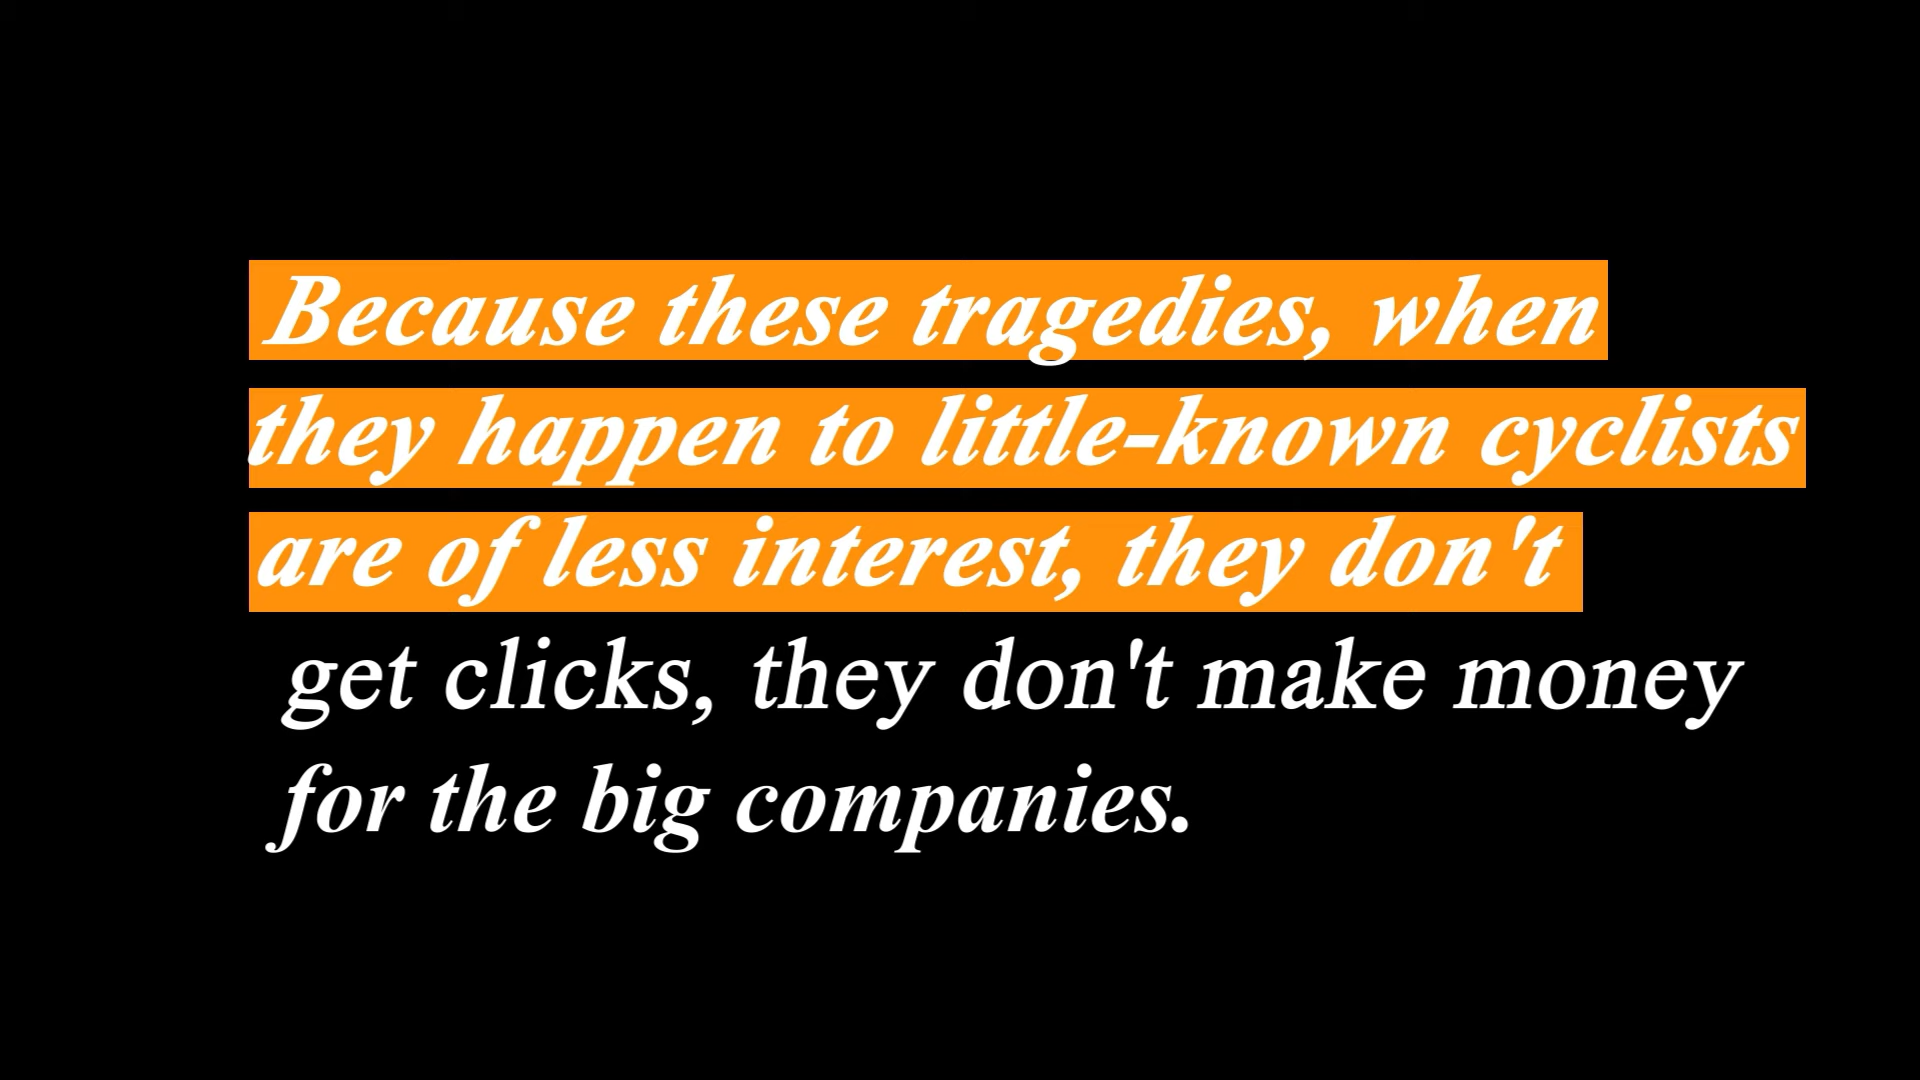 Because these tragedies, when
they happen to little-known cyclists
are of less interest, they don't
get clicks, they don't make money
for the big companies.